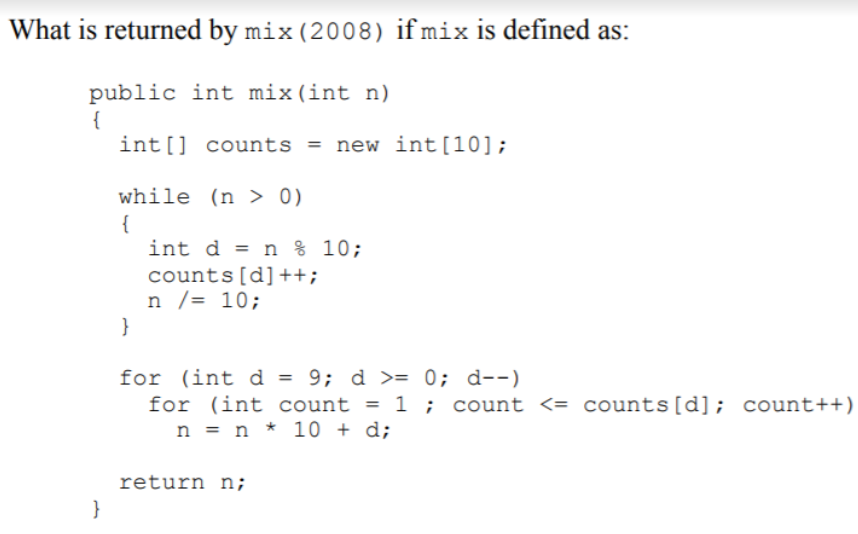 What is returned by mix(2008) if mix is defined as:
public int mix(int n)
{
int[] counts = new int[10];
while (n > 0)
{
int d = n % 10;
counts[d]++;
n /= 10;
}
for (int d = 9; d >= 0; d--)
for (int count = 1 ; count <= counts[d]; count++)
n = n * 10 + d;
return n;
}